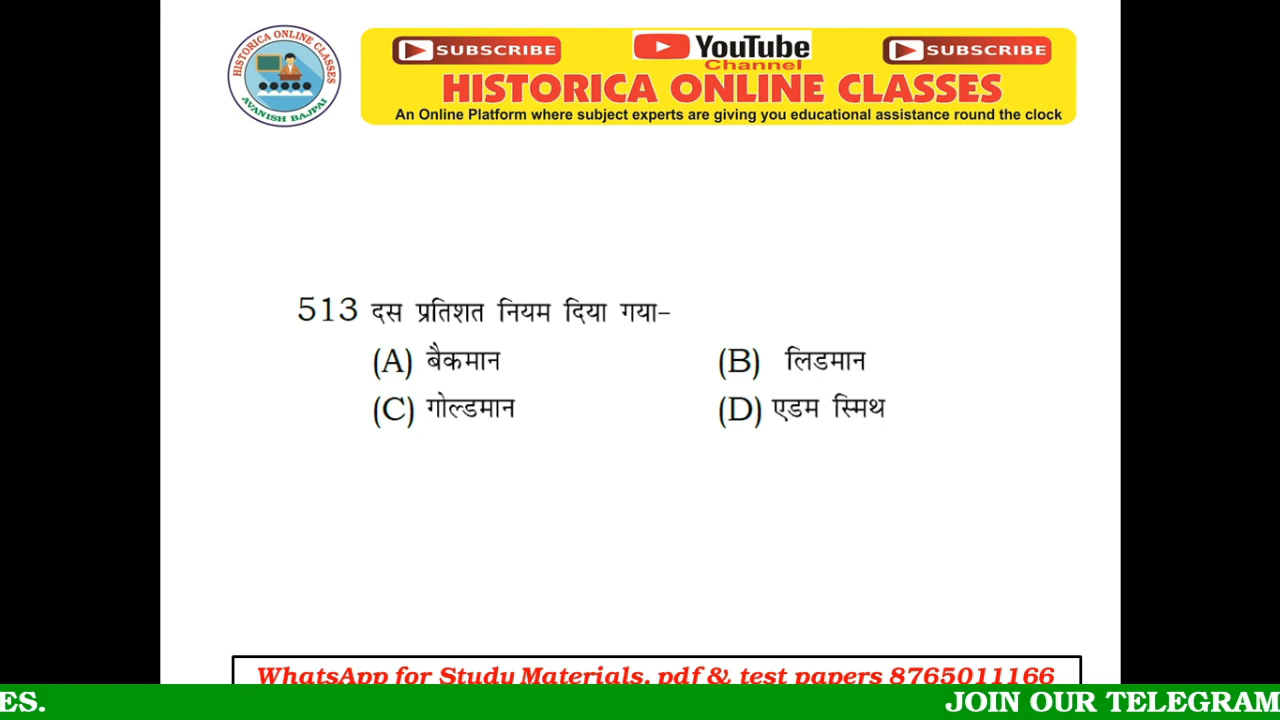 HISTORICA ONLINE CLASSES
AVANISH BAJPAI
SUBSCRIBE
YouTube
SUBSCRIBE
Channel
HISTORICA ONLINE CLASSES
An Online Platform where subject experts are giving you educational assistance round the clock
513 दस प्रतिशत नियम दिया गया–
(A) बैकमान (B) लिडमान
(C) गोल्डमान (D) एडम स्मिथ
WhatsApp for Study Materials, pdf & test papers 8765011166
ES. JOIN OUR TELEGRAM